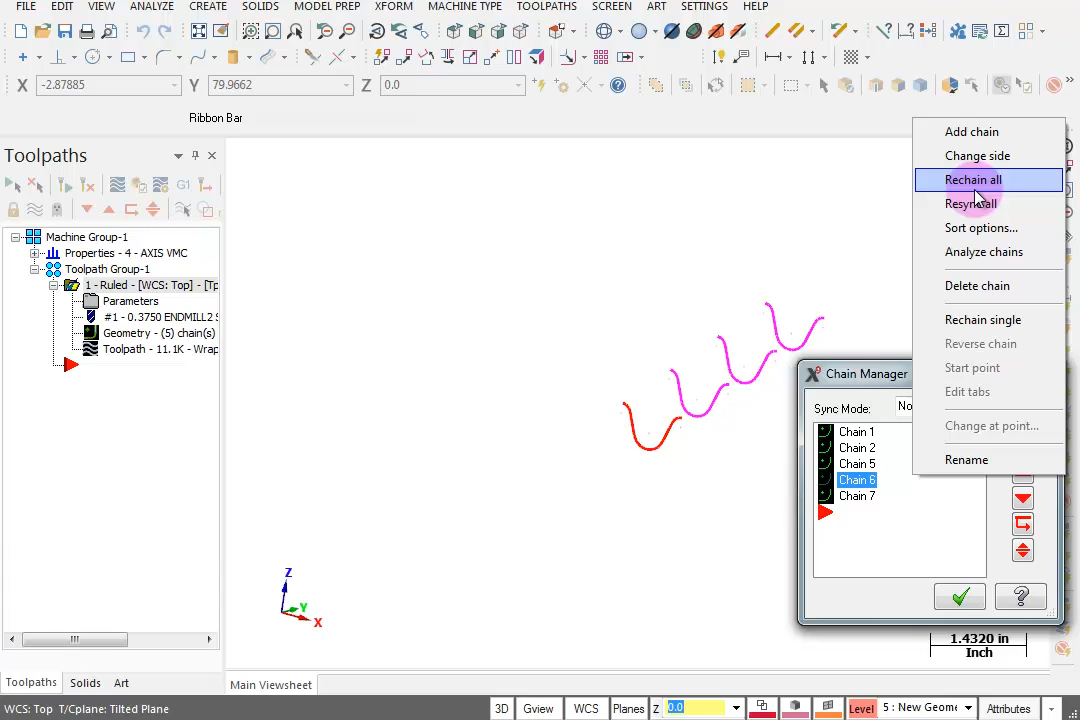 FILE EDIT VIEW ANALYZE CREATE SOLIDS MODEL PREP XFORM MACHINE TYPE TOOLPATHS SCREEN ART SETTINGS HELP
X -2.87885 Y 79.9662 Z 0.0
Ribbon Bar
Toolpaths
G1
Machine Group-1
Properties - 4 - AXIS VMC
Toolpath Group-1
1 - Ruled - [WCS: Top] - [Tp
Parameters
#1 - 0.3750 ENDMILL2 S
Geometry - (5) chain(s)
Toolpath - 11.1K - Wrap
Add chain
Change side
Rechain all
Resync all
Sort options...
Analyze chains
Delete chain
Rechain single
Reverse chain
Start point
Edit tabs
Change at point...
Rename
Chain Manager
Sync Mode: No
Chain 1
Chain 2
Chain 5
Chain 6
Chain 7
Z
Y
X
1.4320 in
Inch
Toolpaths Solids Art
Main Viewsheet
WCS: Top T/Cplane: Tilted Plane
3D Gview WCS Planes Z 0.0 Level 5 : New Geome Attributes